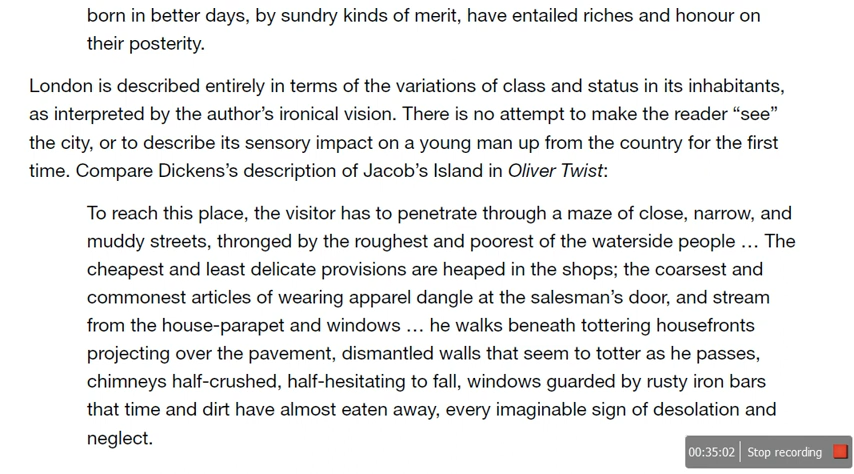 born in better days, by sundry kinds of merit, have entailed riches and honour on
their posterity.
London is described entirely in terms of the variations of class and status in its inhabitants,
as interpreted by the author’s ironical vision. There is no attempt to make the reader “see”
the city, or to describe its sensory impact on a young man up from the country for the first
time. Compare Dickens’s description of Jacob’s Island in Oliver Twist:
To reach this place, the visitor has to penetrate through a maze of close, narrow, and
muddy streets, thronged by the roughest and poorest of the waterside people … The
cheapest and least delicate provisions are heaped in the shops; the coarsest and
commonest articles of wearing apparel dangle at the salesman’s door, and stream
from the house-parapet and windows … he walks beneath tottering housefronts
projecting over the pavement, dismantled walls that seem to totter as he passes,
chimneys half-crushed, half-hesitating to fall, windows guarded by rusty iron bars
that time and dirt have almost eaten away, every imaginable sign of desolation and
neglect.
00:35:02 Stop recording